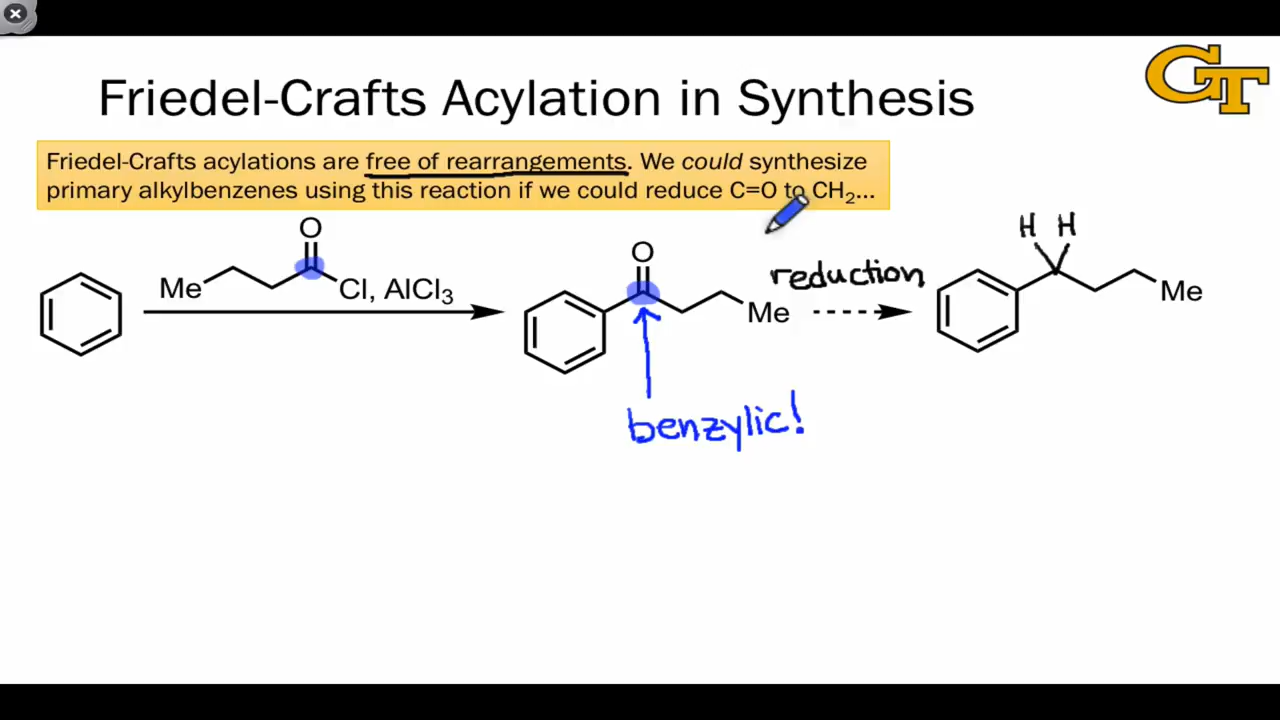 GT
Friedel-Crafts Acylation in Synthesis
Friedel-Crafts acylations are free of rearrangements. We could synthesize
primary alkylbenzenes using this reaction if we could reduce C=O to CH₂...
O
Me
Cl, AlCl₃
O
Me
reduction
H H
Me
benzylic!